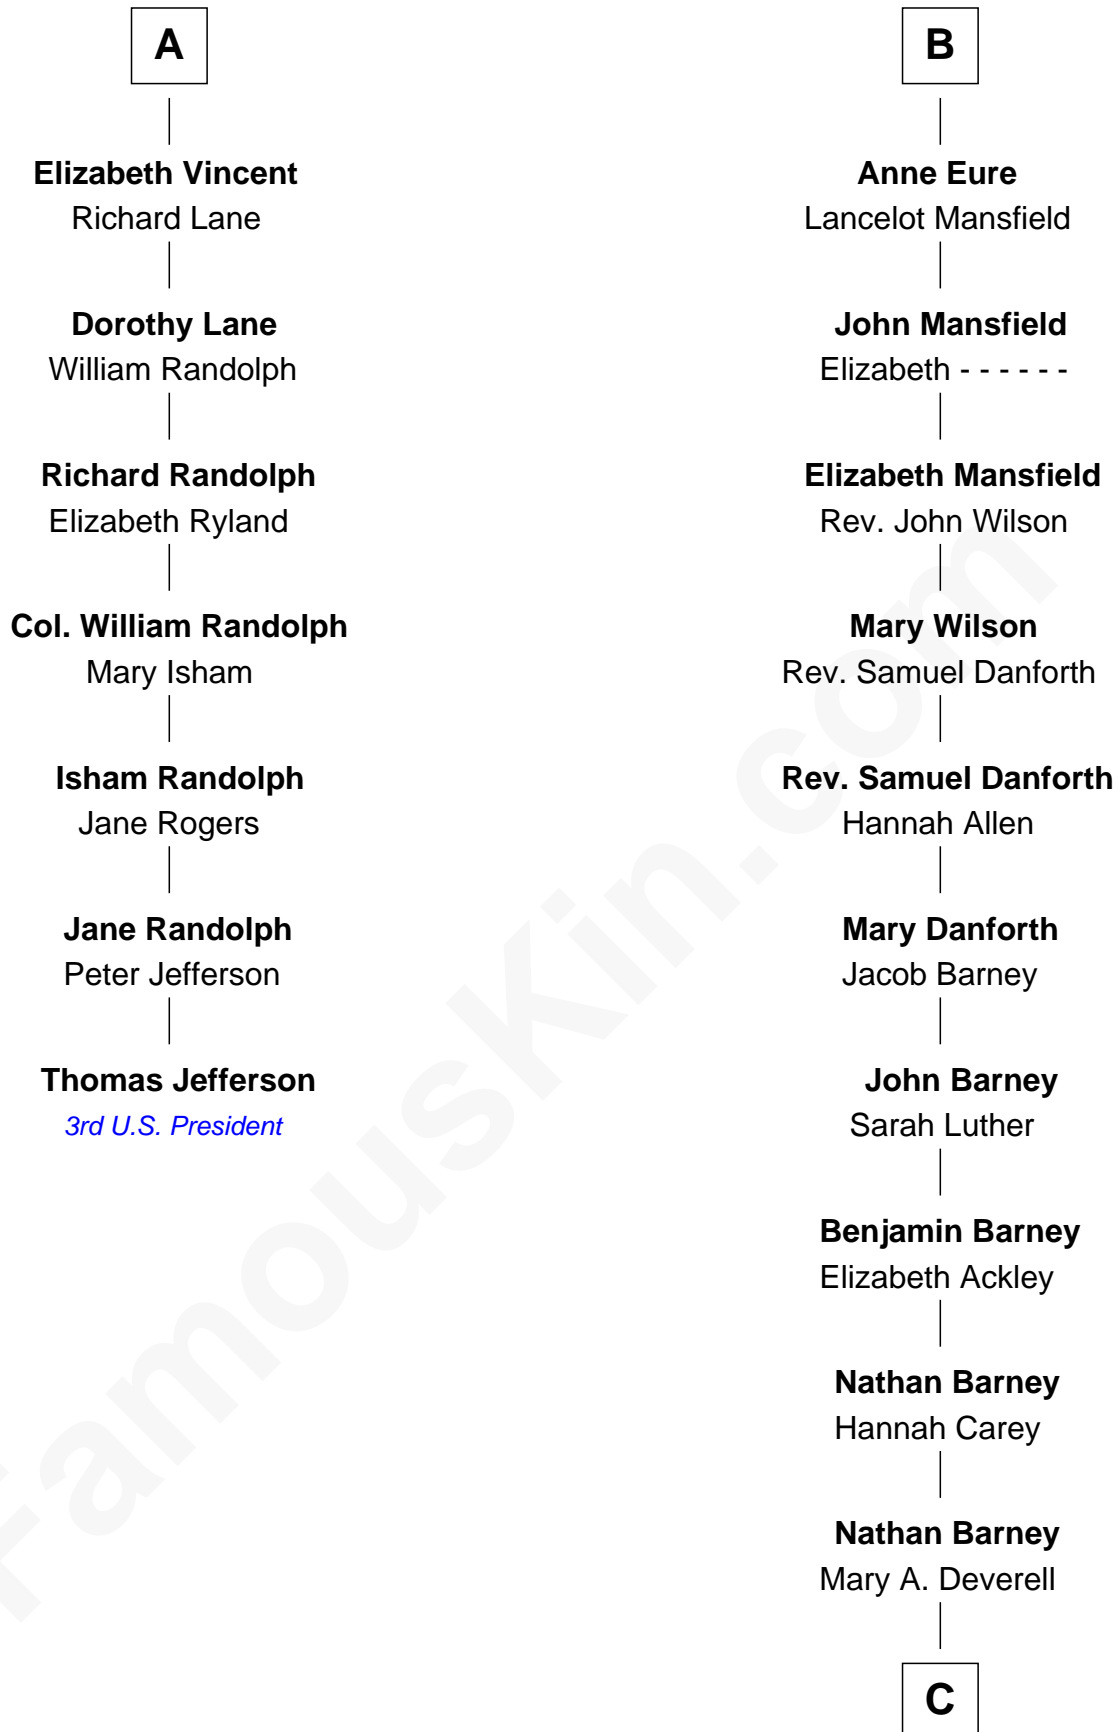 A
Elizabeth Vincent
Richard Lane
Dorothy Lane
William Randolph
Richard Randolph
Elizabeth Ryland
Col. William Randolph
Mary Isham
Isham Randolph
Jane Rogers
Jane Randolph
Peter Jefferson
Thomas Jefferson
3rd U.S. President
B
Anne Eure
Lancelot Mansfield
John Mansfield
Elizabeth - - - - - -
Elizabeth Mansfield
Rev. John Wilson
Mary Wilson
Rev. Samuel Danforth
Rev. Samuel Danforth
Hannah Allen
Mary Danforth
Jacob Barney
John Barney
Sarah Luther
Benjamin Barney
Elizabeth Ackley
Nathan Barney
Hannah Carey
Nathan Barney
Mary A. Deverell
C
FamousKin.com